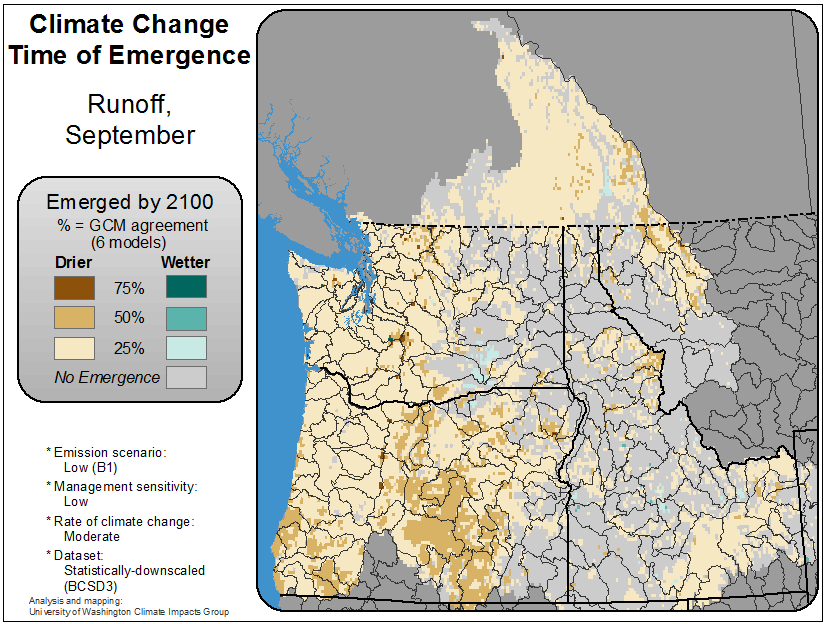 Climate Change
Time of Emergence
Runoff,
September
Emerged by 2100
% = GCM agreement
(6 models)
Drier Wetter
75%
50%
25%
No Emergence
* Emission scenario:
Low (B1)
* Management sensitivity:
Low
* Rate of climate change:
Moderate
* Dataset:
Statistically-downscaled
(BCSD3)
Analysis and mapping:
University of Washington Climate Impacts Group